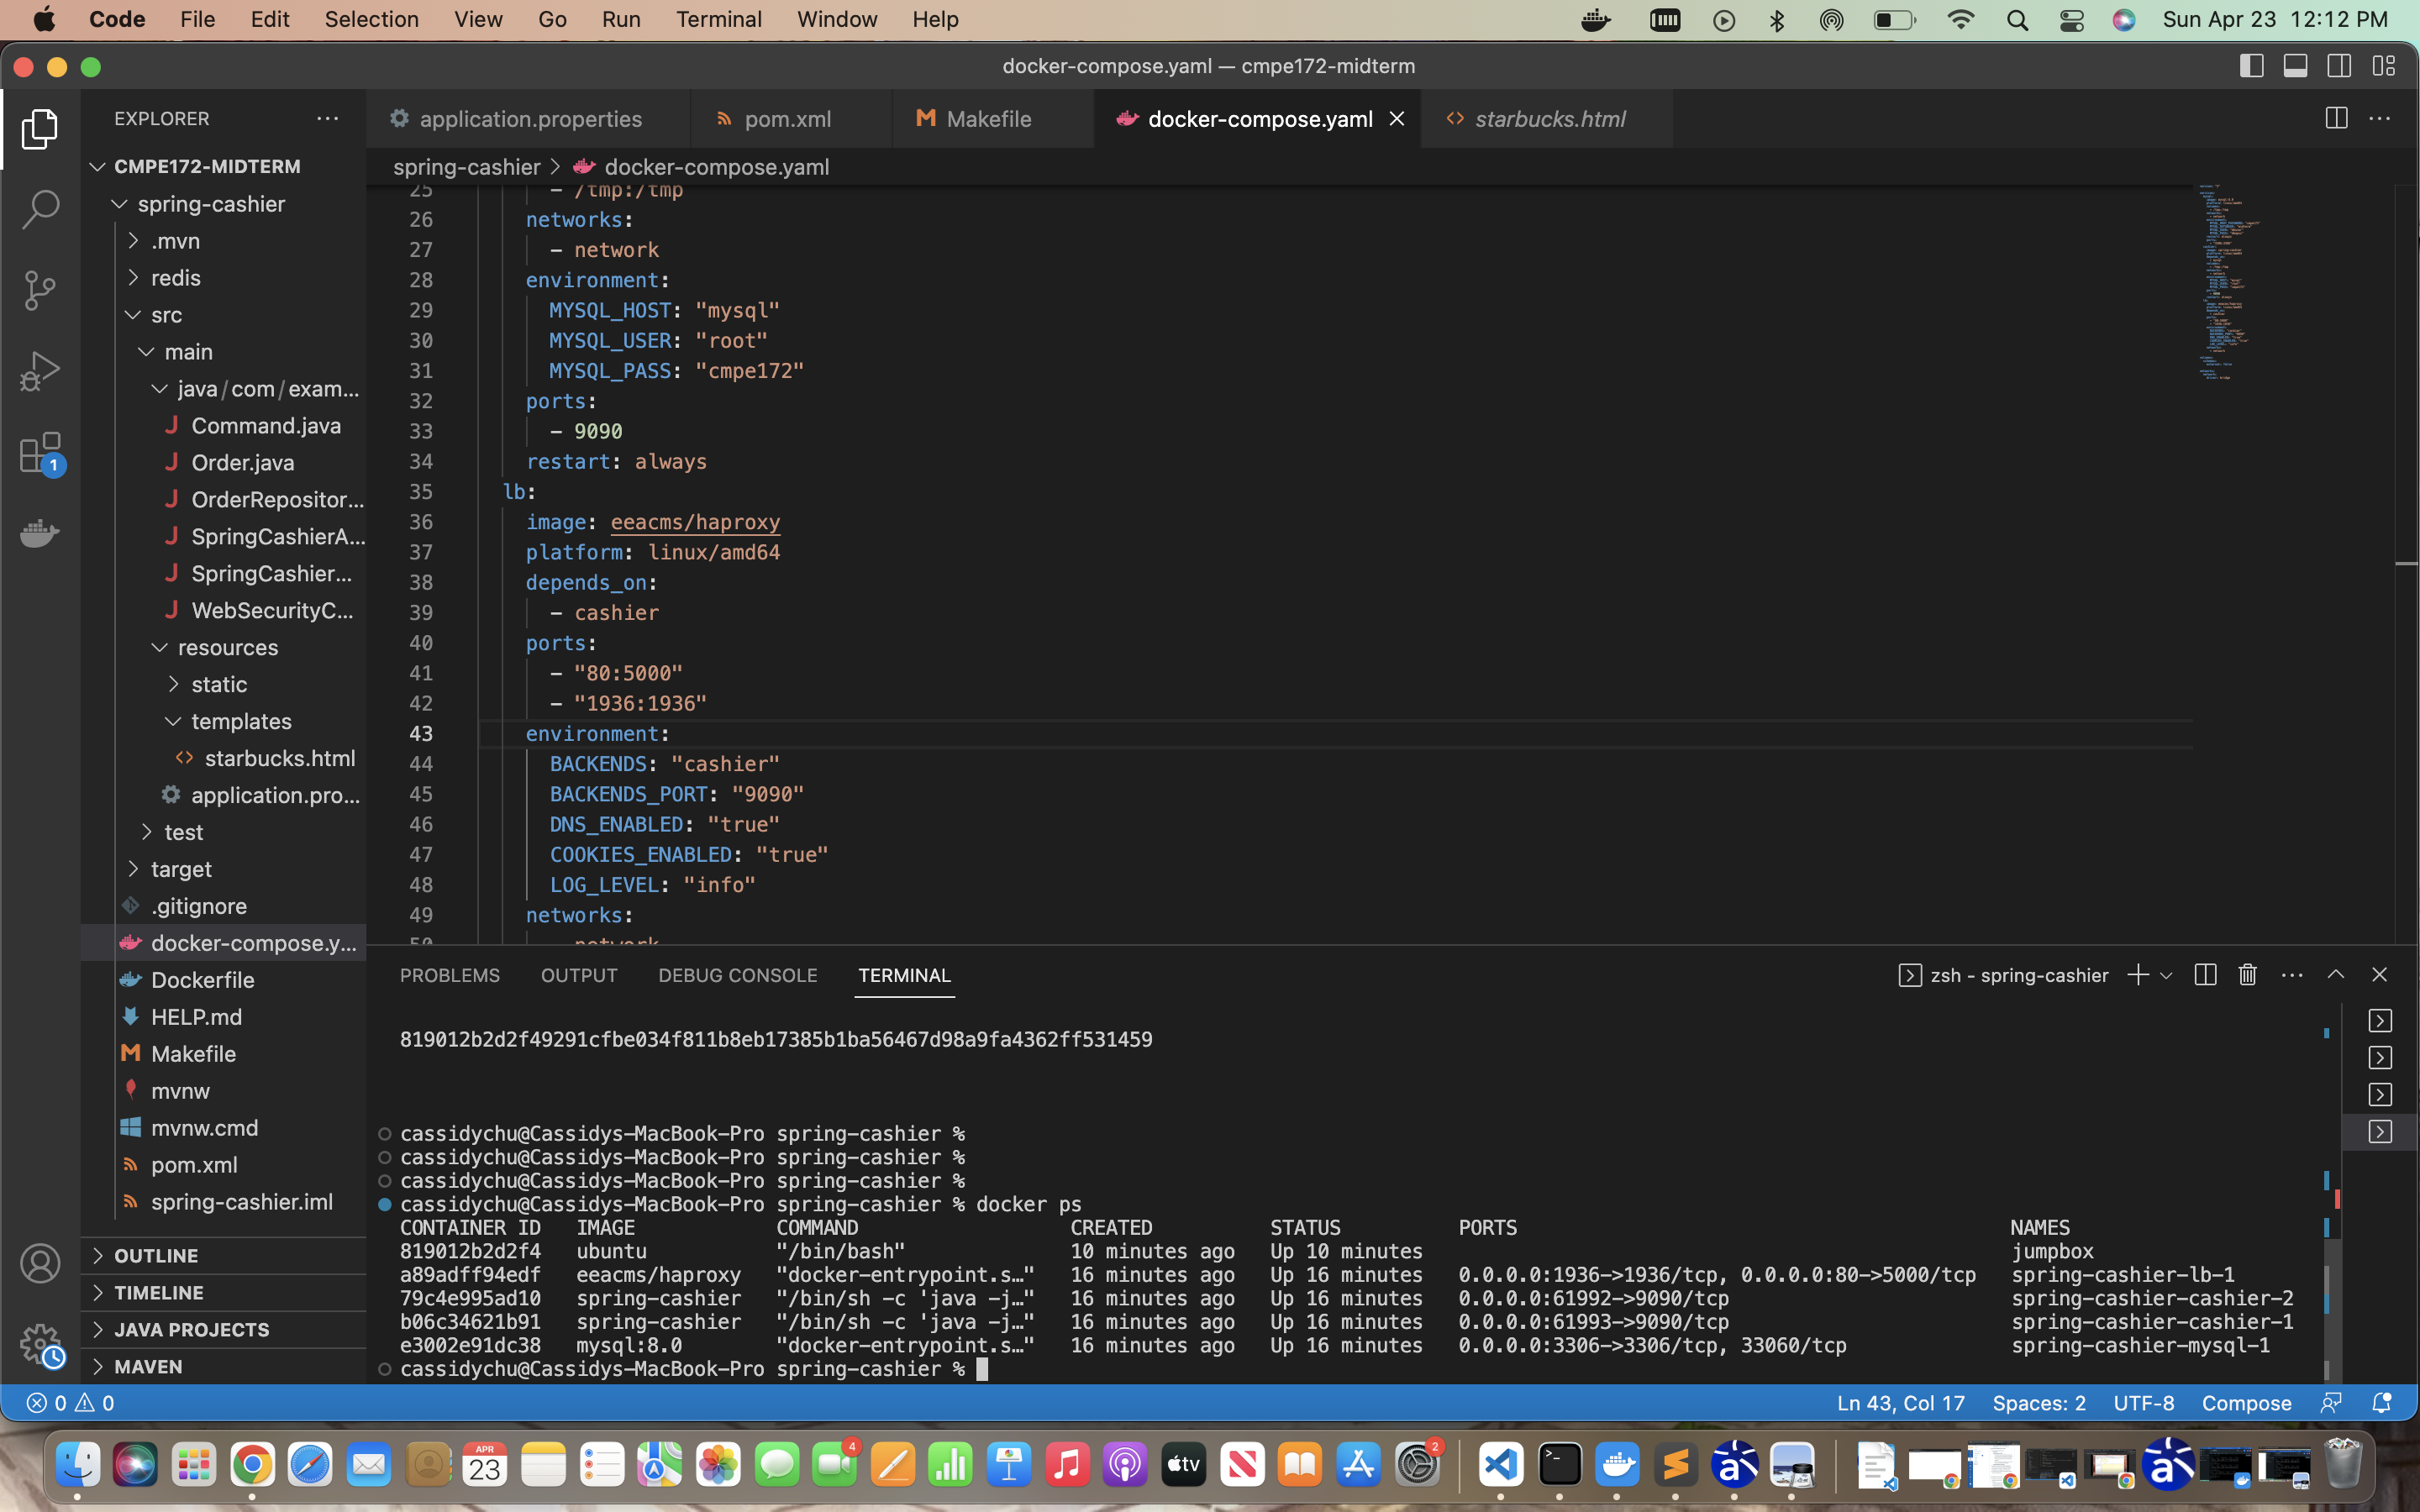 Code File Edit Selection View Go Run Terminal Window Help Sun Apr 23 12:12 PM
docker-compose.yaml — cmpe172-midterm
EXPLORER
application.properties pom.xml Makefile docker-compose.yaml starbucks.html
spring-cashier > docker-compose.yaml
CMPE172-MIDTERM
spring-cashier
.mvn
redis
src
main
java/com/exam...
Command.java
Order.java
OrderRepositor...
SpringCashierA...
SpringCashier...
WebSecurityC...
resources
static
templates
starbucks.html
application.pro...
test
target
.gitignore
docker-compose.y...
Dockerfile
HELP.md
Makefile
mvnw
mvnw.cmd
pom.xml
spring-cashier.iml
OUTLINE
TIMELINE
JAVA PROJECTS
MAVEN
1
25 - /tmp:/tmp
26 networks:
27 - network
28 environment:
29 MYSQL_HOST: "mysql"
30 MYSQL_USER: "root"
31 MYSQL_PASS: "cmpe172"
32 ports:
33 - 9090
34 restart: always
35 lb:
36 image: eeacms/haproxy
37 platform: linux/amd64
38 depends_on:
39 - cashier
40 ports:
41 - "80:5000"
42 - "1936:1936"
43 environment:
44 BACKENDS: "cashier"
45 BACKENDS_PORT: "9090"
46 DNS_ENABLED: "true"
47 COOKIES_ENABLED: "true"
48 LOG_LEVEL: "info"
49 networks:
50 - network
PROBLEMS OUTPUT DEBUG CONSOLE TERMINAL zsh - spring-cashier
819012b2d2f49291cfbe034f811b8eb17385b1ba56467d98a9fa4362ff531459
cassidychu@Cassidys-MacBook-Pro spring-cashier %
cassidychu@Cassidys-MacBook-Pro spring-cashier %
cassidychu@Cassidys-MacBook-Pro spring-cashier %
cassidychu@Cassidys-MacBook-Pro spring-cashier % docker ps
CONTAINER ID IMAGE COMMAND CREATED STATUS PORTS NAMES
819012b2d2f4 ubuntu "/bin/bash" 10 minutes ago Up 10 minutes jumpbox
a89adff94edf eeacms/haproxy "docker-entrypoint.s…" 16 minutes ago Up 16 minutes 0.0.0.0:1936->1936/tcp, 0.0.0.0:80->5000/tcp spring-cashier-lb-1
79c4e995ad10 spring-cashier "/bin/sh -c 'java -j…" 16 minutes ago Up 16 minutes 0.0.0.0:61992->9090/tcp spring-cashier-cashier-2
b06c34621b91 spring-cashier "/bin/sh -c 'java -j…" 16 minutes ago Up 16 minutes 0.0.0.0:61993->9090/tcp spring-cashier-cashier-1
e3002e91dc38 mysql:8.0 "docker-entrypoint.s…" 16 minutes ago Up 16 minutes 0.0.0.0:3306->3306/tcp, 33060/tcp spring-cashier-mysql-1
cassidychu@Cassidys-MacBook-Pro spring-cashier %
0 0 Ln 43, Col 17 Spaces: 2 UTF-8 Compose
APR
23
4
tv
2